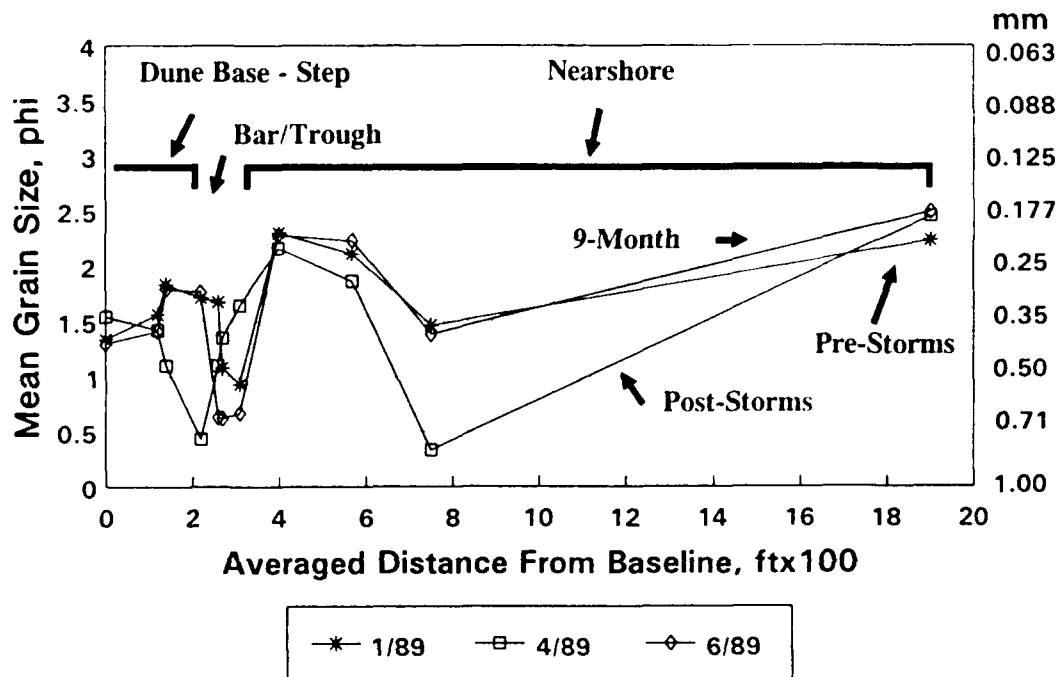 mm
4
0.063
Dune Base - Step
Nearshore
3.5
0.088
Bar/Trough
3
0.125
2.5
0.177
9-Month
2
0.25
1.5
0.35
Pre-Storms
1
0.50
Post-Storms
0.5
0.71
0
1.00
Mean Grain Size, phi
0 2 4 6 8 10 12 14 16 18 20
Averaged Distance From Baseline, ftx100
1/89 4/89 6/89